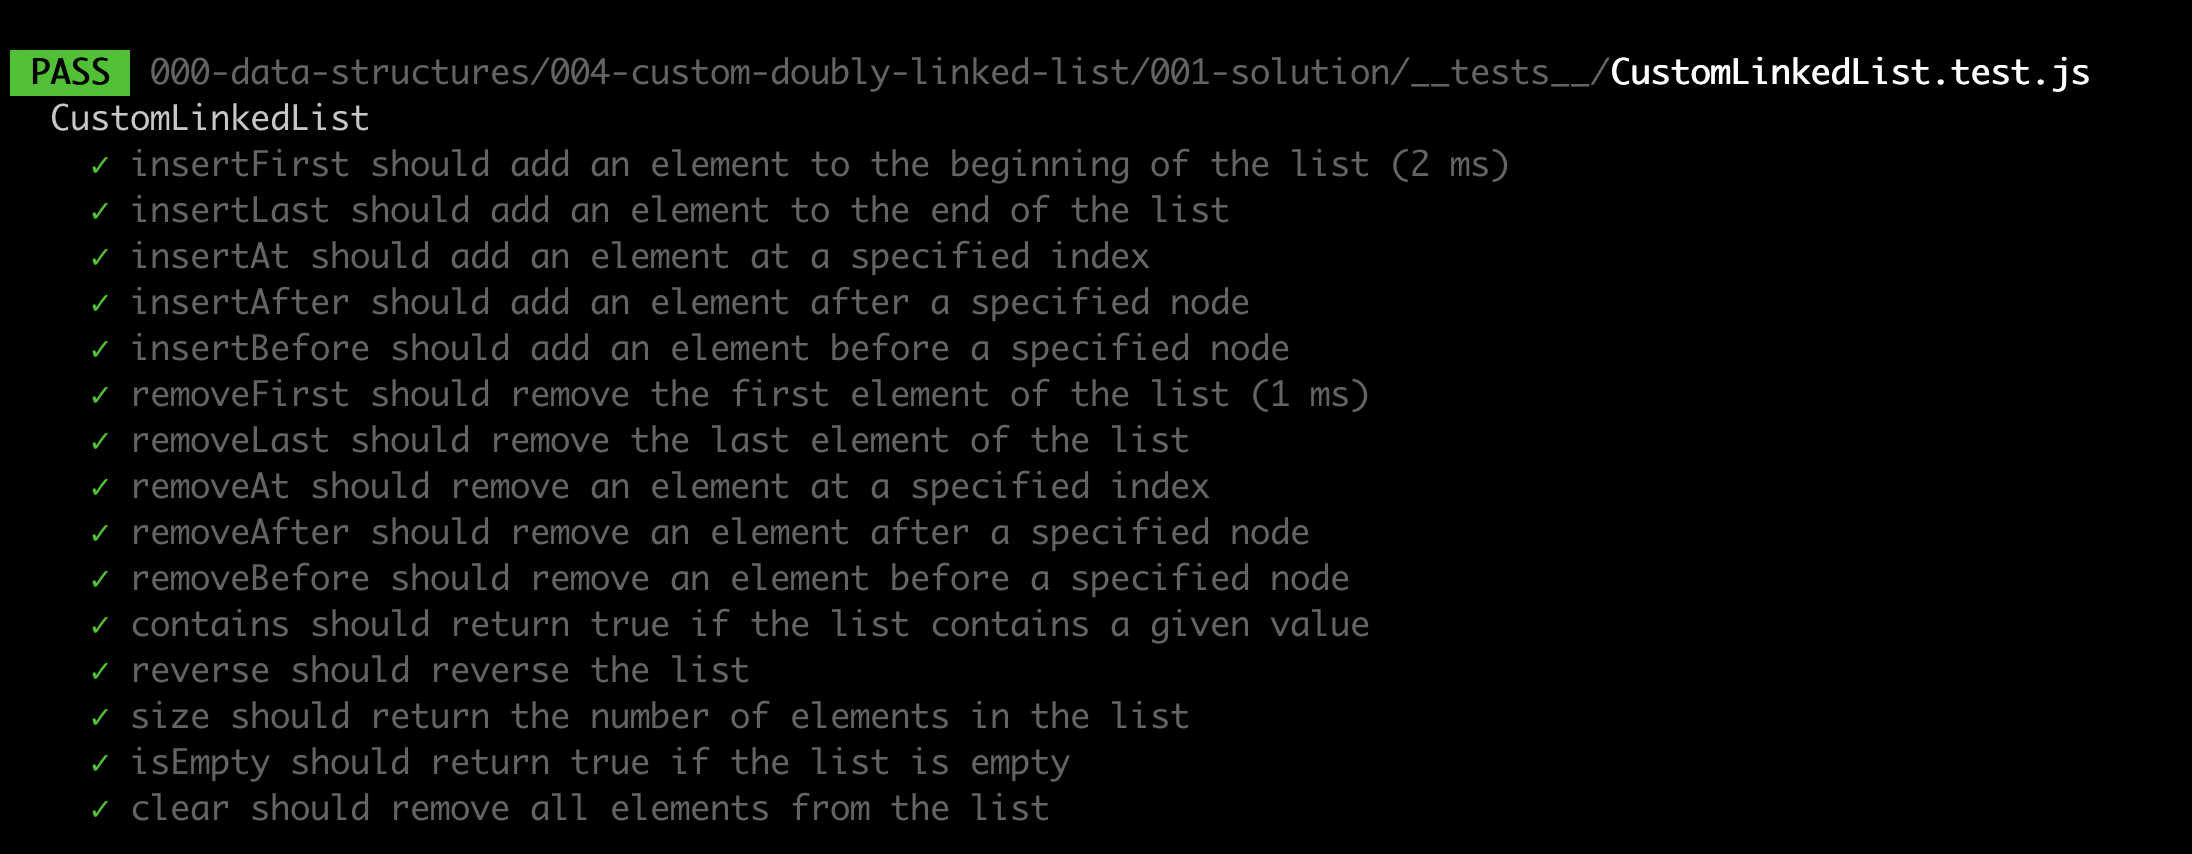 PASS 000-data-structures/004-custom-doubly-linked-list/001-solution/__tests__/CustomLinkedList.test.js
CustomLinkedList
✓ insertFirst should add an element to the beginning of the list (2 ms)
✓ insertLast should add an element to the end of the list
✓ insertAt should add an element at a specified index
✓ insertAfter should add an element after a specified node
✓ insertBefore should add an element before a specified node
✓ removeFirst should remove the first element of the list (1 ms)
✓ removeLast should remove the last element of the list
✓ removeAt should remove an element at a specified index
✓ removeAfter should remove an element after a specified node
✓ removeBefore should remove an element before a specified node
✓ contains should return true if the list contains a given value
✓ reverse should reverse the list
✓ size should return the number of elements in the list
✓ isEmpty should return true if the list is empty
✓ clear should remove all elements from the list